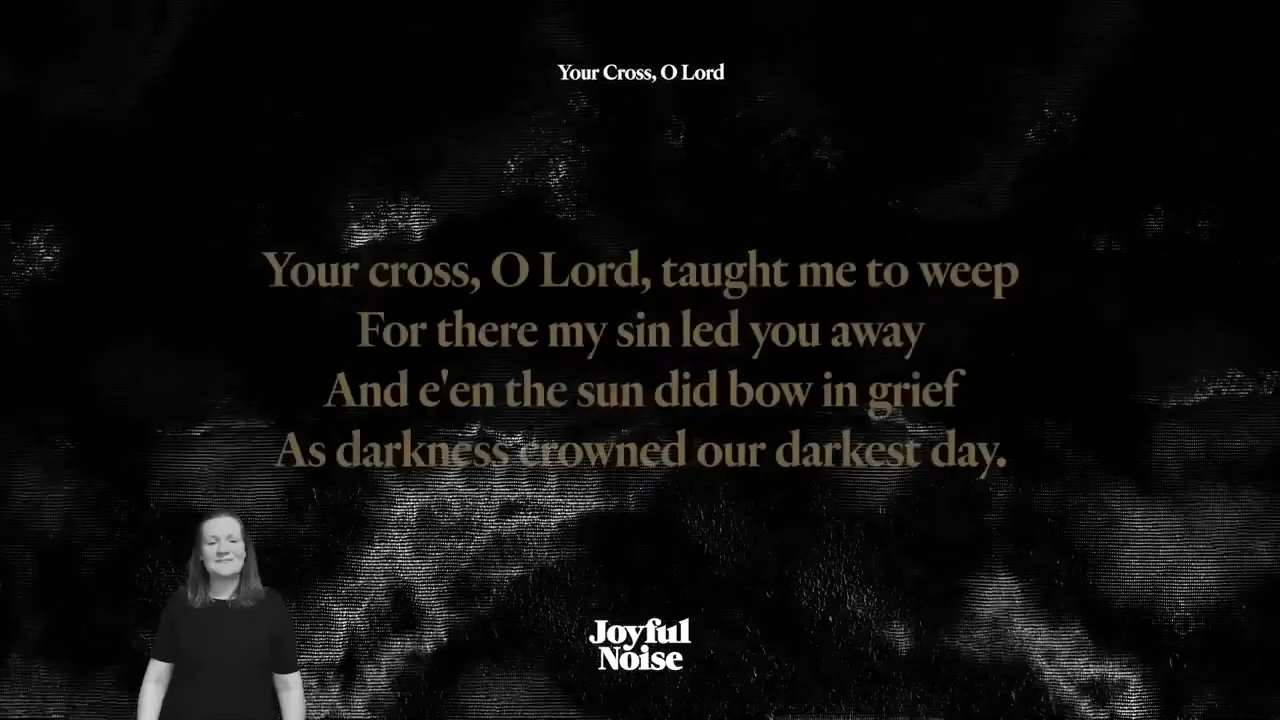 Your Cross, O Lord
Your cross, O Lord, taught me to weep
For there my sin led you away
And e'en the sun did bow in grief
As darkness crowned our darkest day.
Joyful
Noise